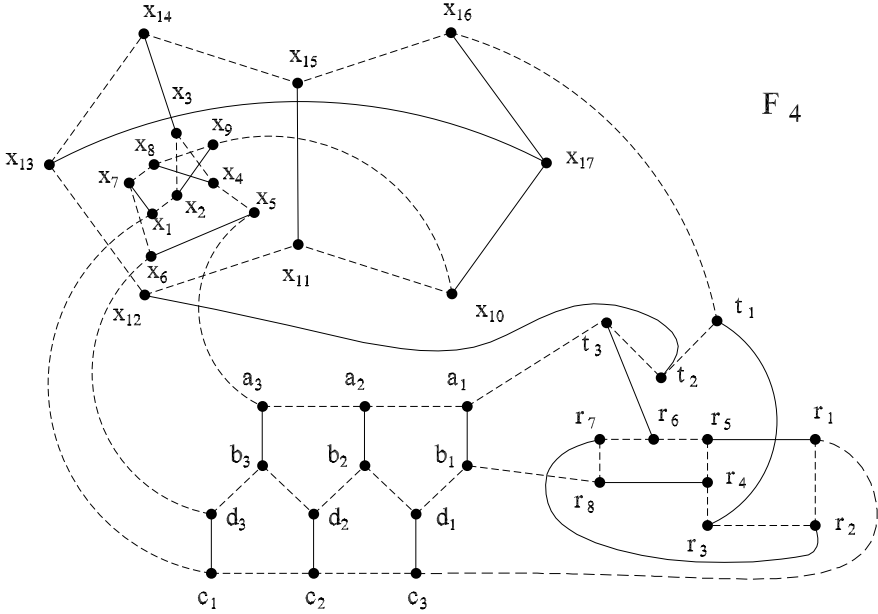 x₁₄
x₁₆
x₁₅
F₄
x₃
x₉
x₈
x₁₃
x₁₇
x₇
x₄
x₂
x₅
x₁
x₆
x₁₁
x₁₂
x₁₀
t₁
t₃
t₂
a₃
a₂
a₁
r₇
r₆
r₅
r₁
b₃
b₂
b₁
r₈
r₄
d₃
d₂
d₁
r₃
r₂
c₁
c₂
c₃